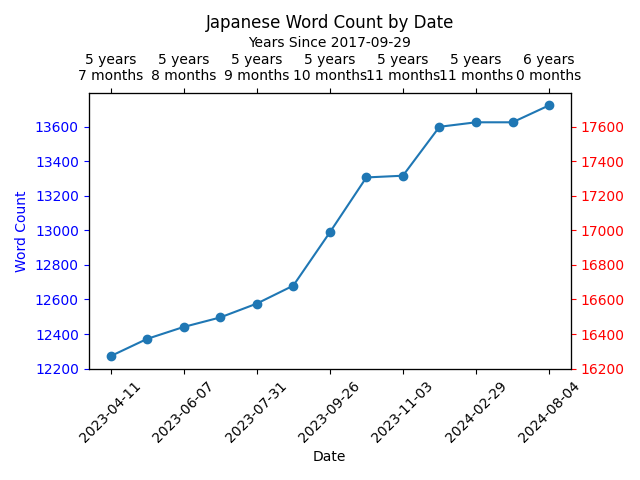 Japanese Word Count by Date
Years Since 2017-09-29
5 years 5 years 5 years 5 years 5 years 5 years 6 years
7 months 8 months 9 months 10 months 11 months 11 months 0 months
13600 17600
13400 17400
13200 17200
13000 17000
12800 16800
12600 16600
12400 16400
12200 16200
Word Count
2023-04-11 2023-06-07 2023-07-31 2023-09-26 2023-11-03 2024-02-29 2024-08-04
Date